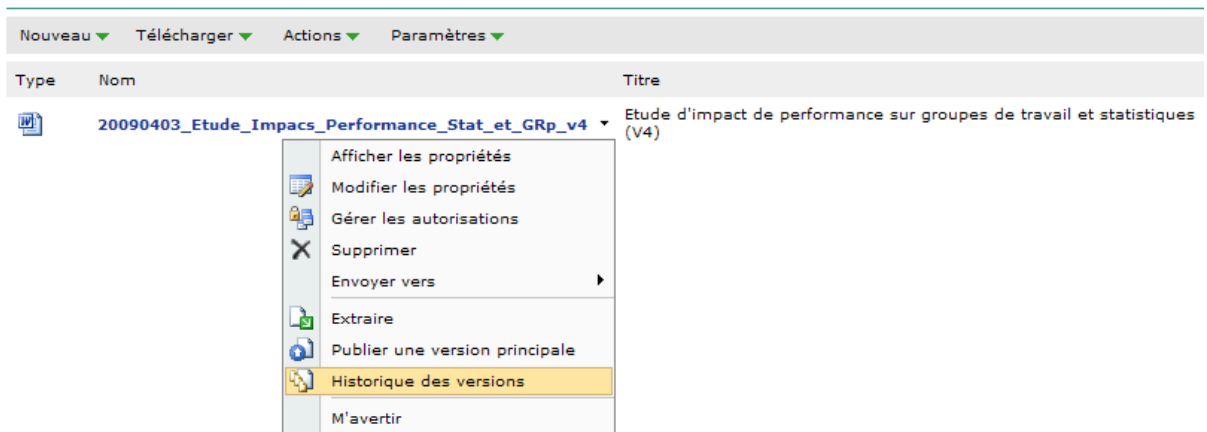 Nouveau Télécharger Actions Paramètres
Type Nom Titre
20090403_Etude_Impacs_Performance_Stat_et_GRp_v4 Etude d'impact de performance sur groupes de travail et statistiques
(V4)
Afficher les propriétés
Modifier les propriétés
Gérer les autorisations
Supprimer
Envoyer vers
Extraire
Publier une version principale
Historique des versions
M'avertir